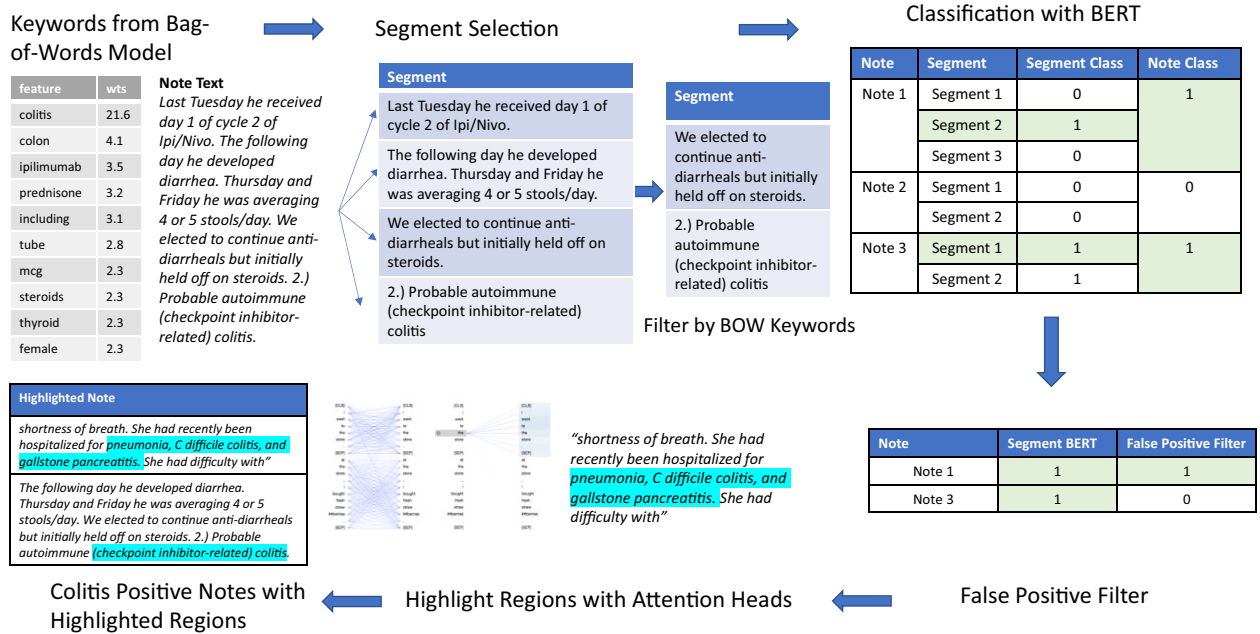 Keywords from Bag-
of-Words Model
Segment Selection
Classification with BERT
feature wts
colitis 21.6
colon 4.1
ipilimumab 3.5
prednisone 3.2
including 3.1
tube 2.8
mcg 2.3
steroids 2.3
thyroid 2.3
female 2.3
Note Text
Last Tuesday he received
day 1 of cycle 2 of
Ipi/Nivo. The following
day he developed
diarrhea. Thursday and
Friday he was averaging
4 or 5 stools/day. We
elected to continue anti-
diarrheals but initially
held off on steroids. 2.)
Probable autoimmune
(checkpoint inhibitor-
related) colitis.
Segment
Last Tuesday he received day 1 of
cycle 2 of Ipi/Nivo.
The following day he developed
diarrhea. Thursday and Friday he
was averaging 4 or 5 stools/day.
We elected to continue anti-
diarrheals but initially held off on
steroids.
2.) Probable autoimmune
(checkpoint inhibitor-related)
colitis
Segment
We elected to
continue anti-
diarrheals but initially
held off on steroids.
2.) Probable
autoimmune
(checkpoint inhibitor-
related) colitis
Filter by BOW Keywords
Note Segment Segment Class Note Class
Note 1 Segment 1 0 1
Segment 2 1
Segment 3 0
Note 2 Segment 1 0 0
Segment 2 0
Note 3 Segment 1 1 1
Segment 2 1
Note Segment BERT False Positive Filter
Note 1 1 1
Note 3 1 0
False Positive Filter
"shortness of breath. She had
recently been hospitalized for
pneumonia, C difficile colitis, and
gallstone pancreatitis. She had
difficulty with"
Highlight Regions with Attention Heads
Highlighted Note
shortness of breath. She had recently been
hospitalized for pneumonia, C difficile colitis, and
gallstone pancreatitis. She had difficulty with"
The following day he developed diarrhea.
Thursday and Friday he was averaging 4 or 5
stools/day. We elected to continue anti-diarrheals
but initially held off on steroids. 2.) Probable
autoimmune (checkpoint inhibitor-related) colitis.
Colitis Positive Notes with
Highlighted Regions